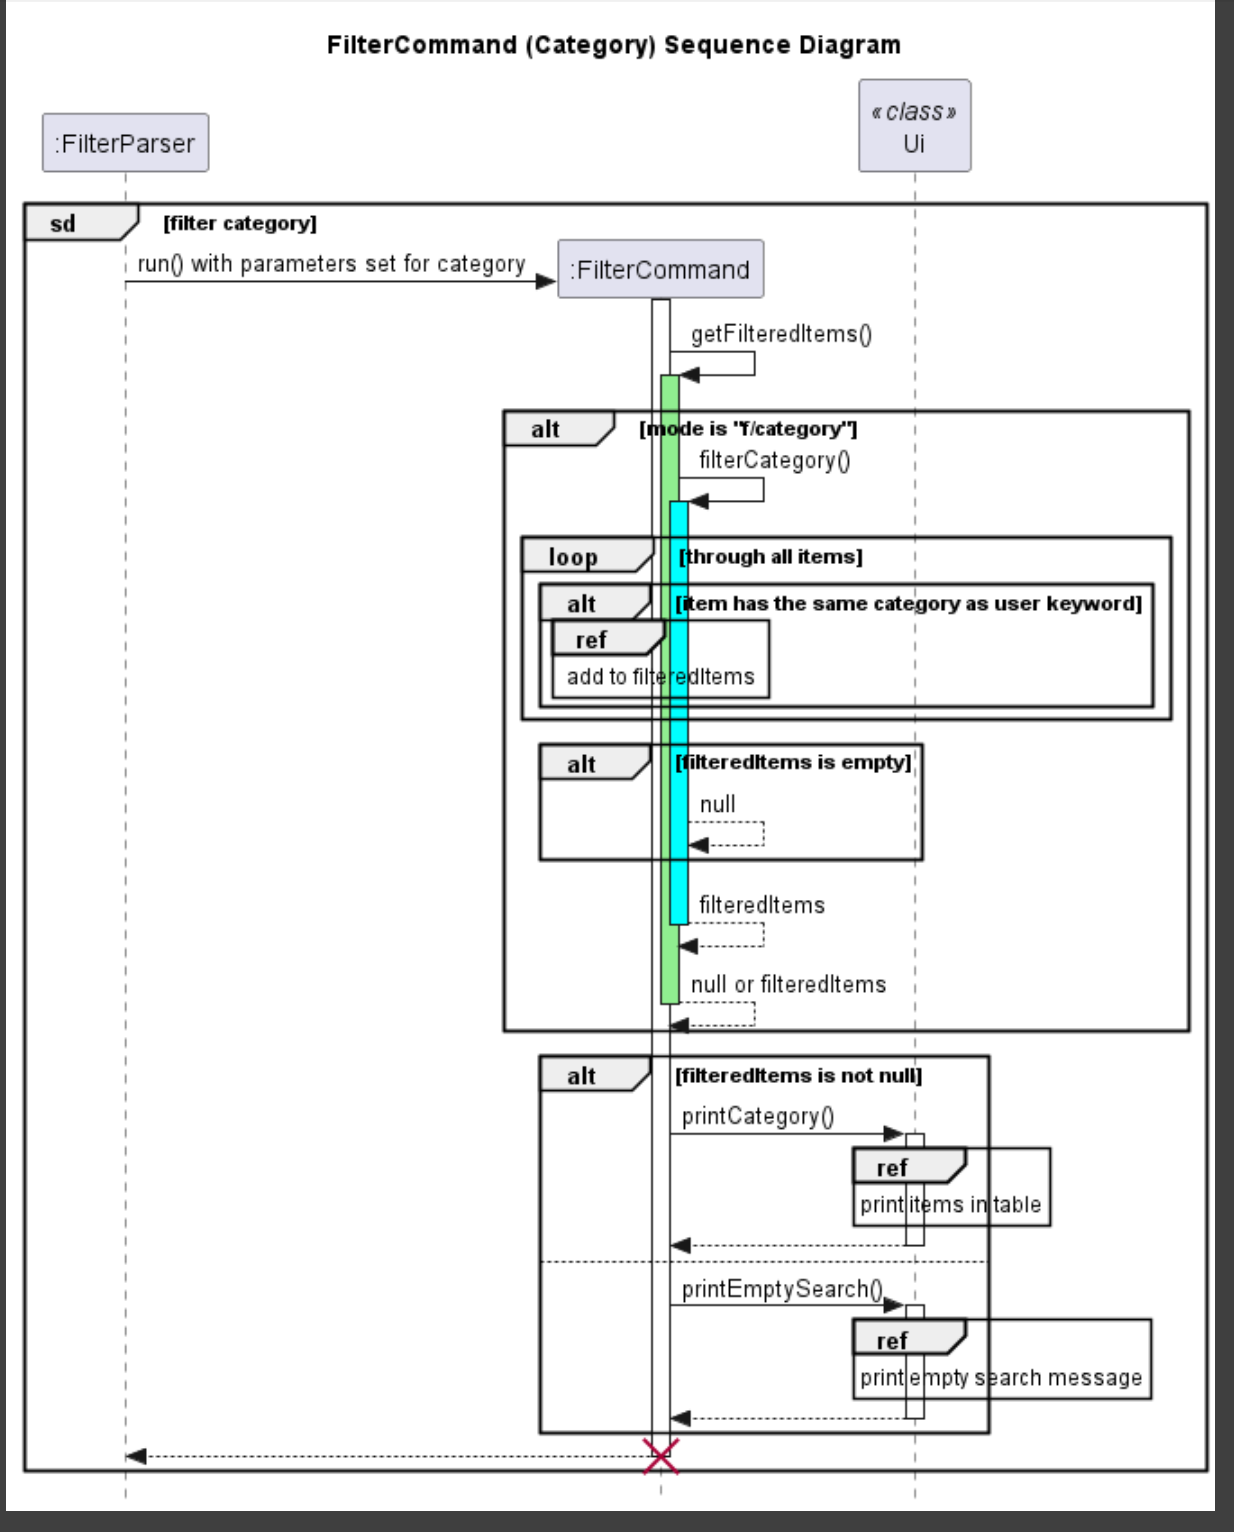 FilterCommand (Category) Sequence Diagram
«class»
:FilterParser
Ui
sd
[filter category]
run() with parameters set for category
:FilterCommand
getFilteredItems()
alt
[mode is "f/category"]
filterCategory()
loop
[through all items]
alt
[item has the same category as user keyword]
ref
add to filteredItems
alt
[filteredItems is empty]
null
filteredItems
null or filteredItems
alt
[filteredItems is not null]
printCategory()
ref
print items in table
printEmptySearch()
ref
print empty search message